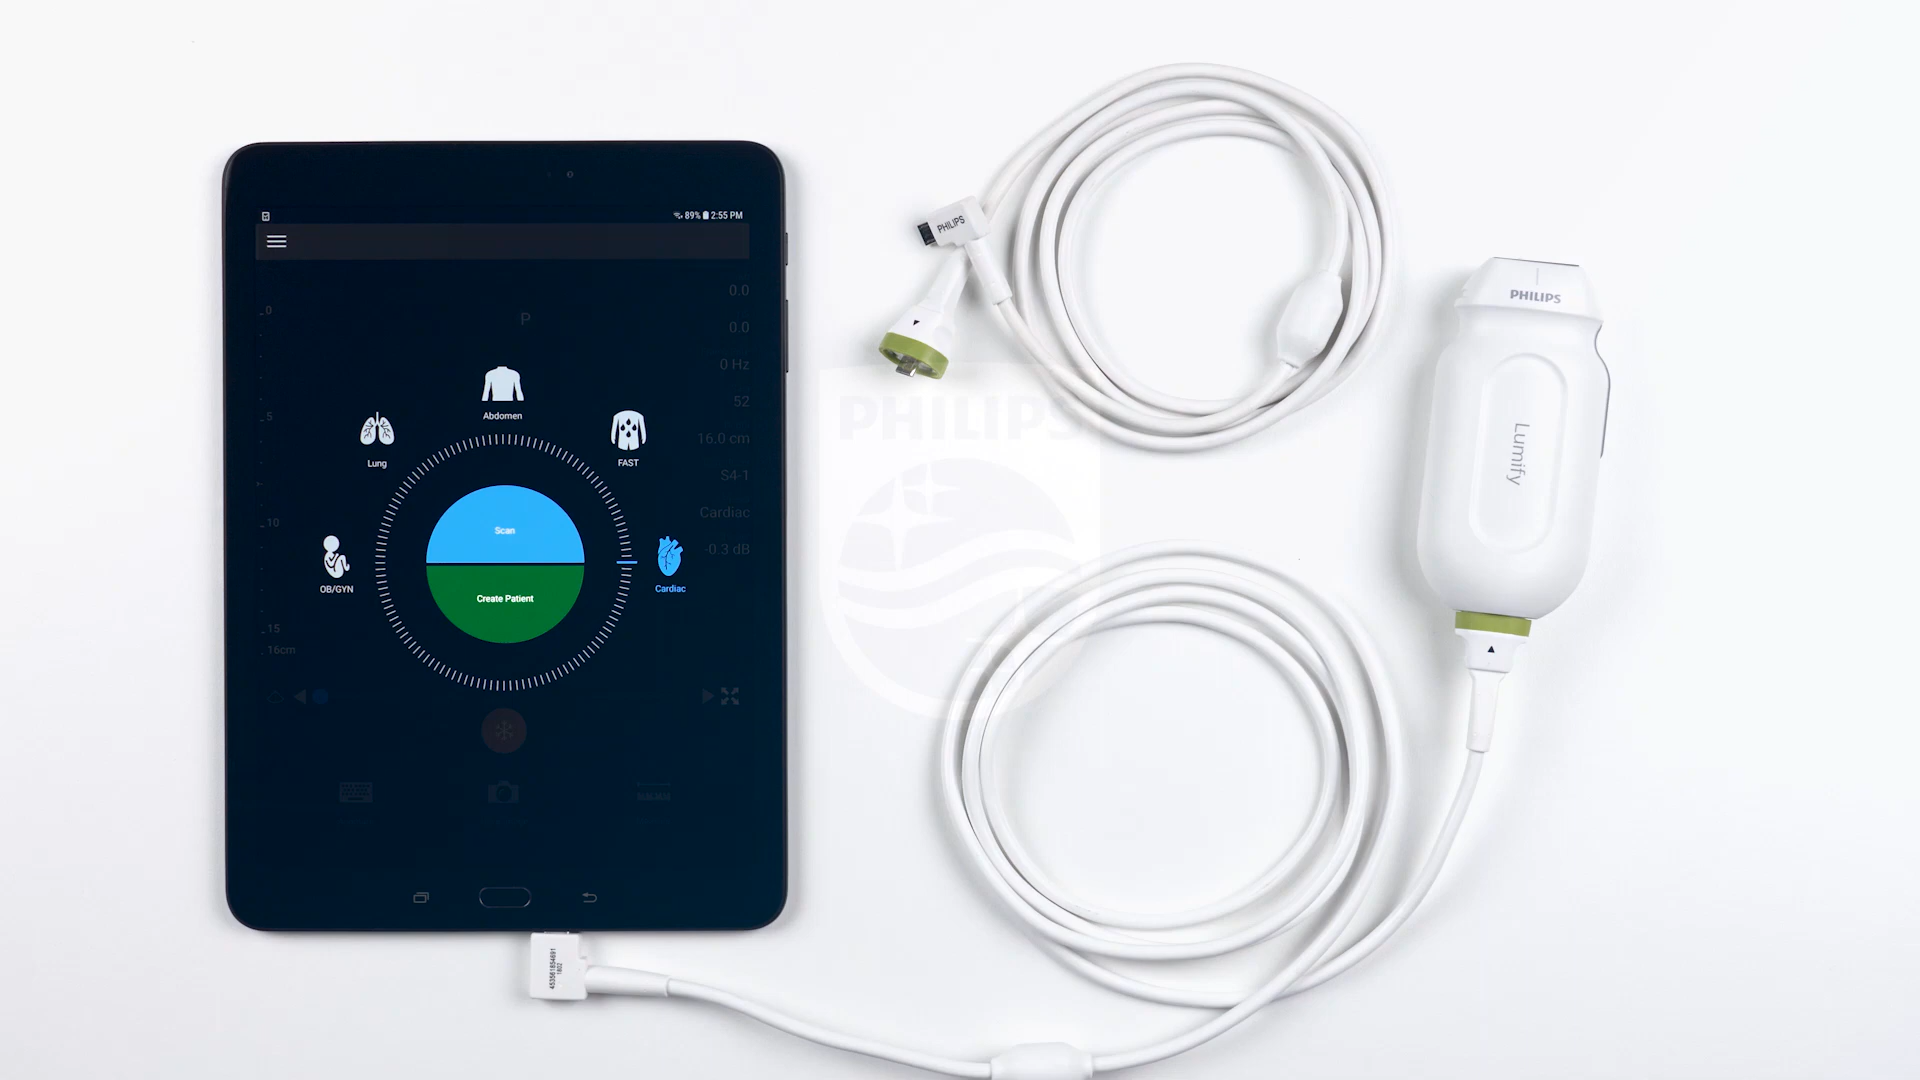 89% 2:55 PM
0
5
10
15
16cm
P
0.0
0.0
0 Hz
52
16.0 cm
S4-1
Cardiac
-0.3 dB
Abdomen
Lung
FAST
OB/GYN
Cardiac
Scan
Create Patient
PHILIPS
PHILIPS
PHILIPS
Lumify
453561854691
1802